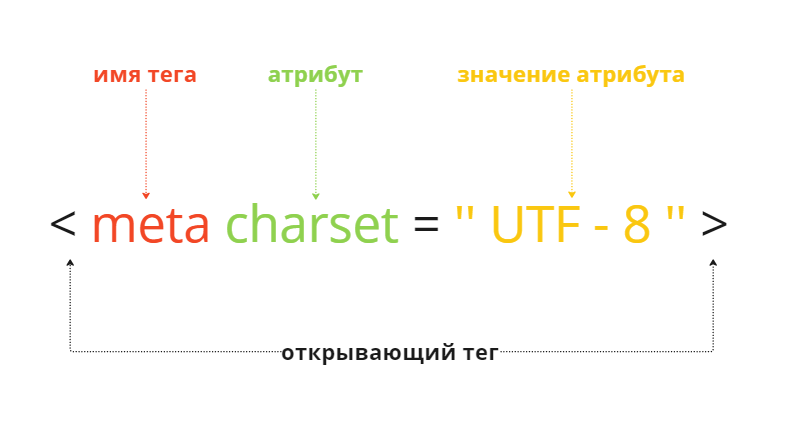 имя тега атрибут значение атрибута
< meta charset = " UTF - 8 " >
открывающий тег